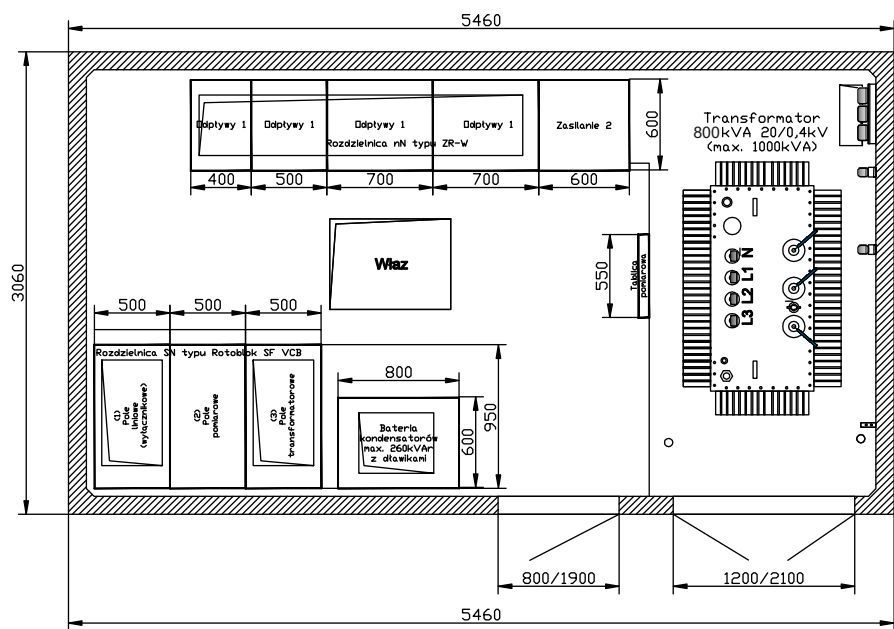 5460
Odpływy 1
Odpływy 1
Odpływy 1
Odpływy 1
Zasilanie 2
Rozdzielnica nN typu ZR-W
400
500
700
700
600
600
Transformator
800kVA 20/0,4kV
(max. 1000kVA)
3060
Właz
550
Tablica
pomiarowa
N
L1
L2
L3
500
500
500
Rozdzielnica SN typu Rotoblok SF VCB
(1)
Pole
liniowe
(wyłącznikowe)
(2)
Pole
pomiarowe
(3)
Pole
transformatorowe
800
Bateria
kondensatorów
max. 260kVAr
z dławikami
600
950
800/1900
1200/2100
5460